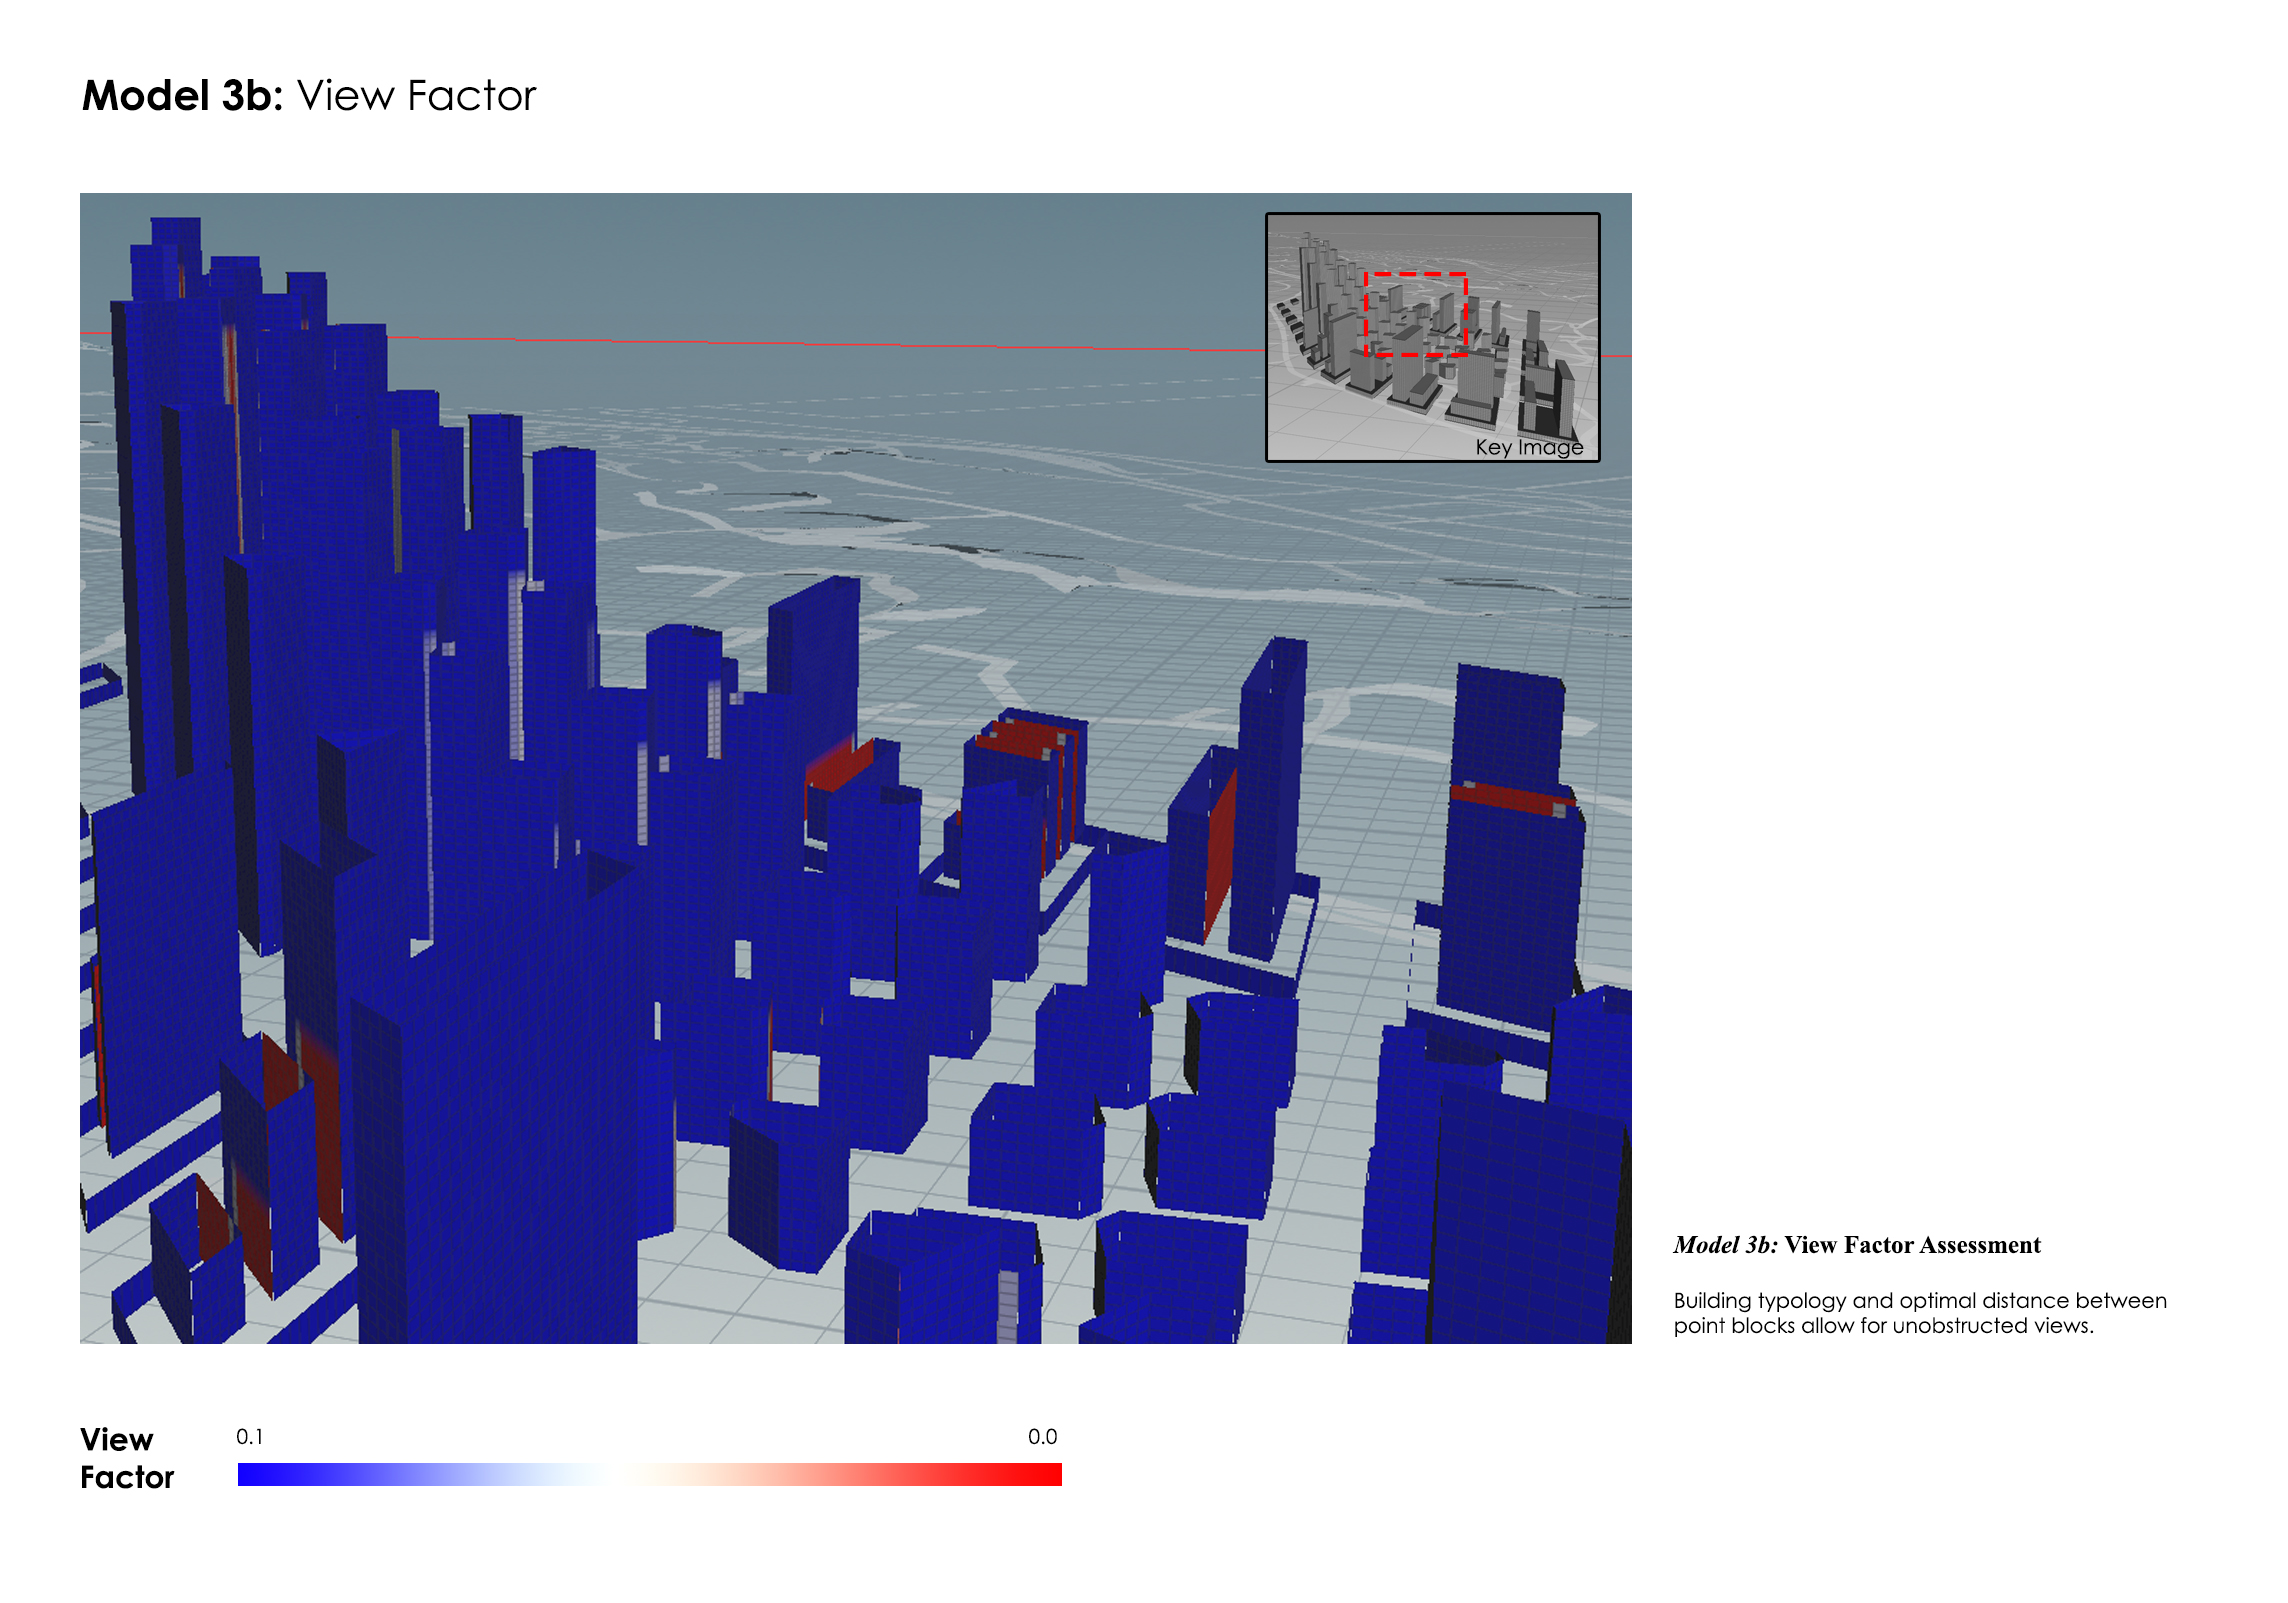 Model 3b: View Factor
Key Image
Model 3b: View Factor Assessment
Building typology and optimal distance between
point blocks allow for unobstructed views.
View
Factor
0.1
0.0